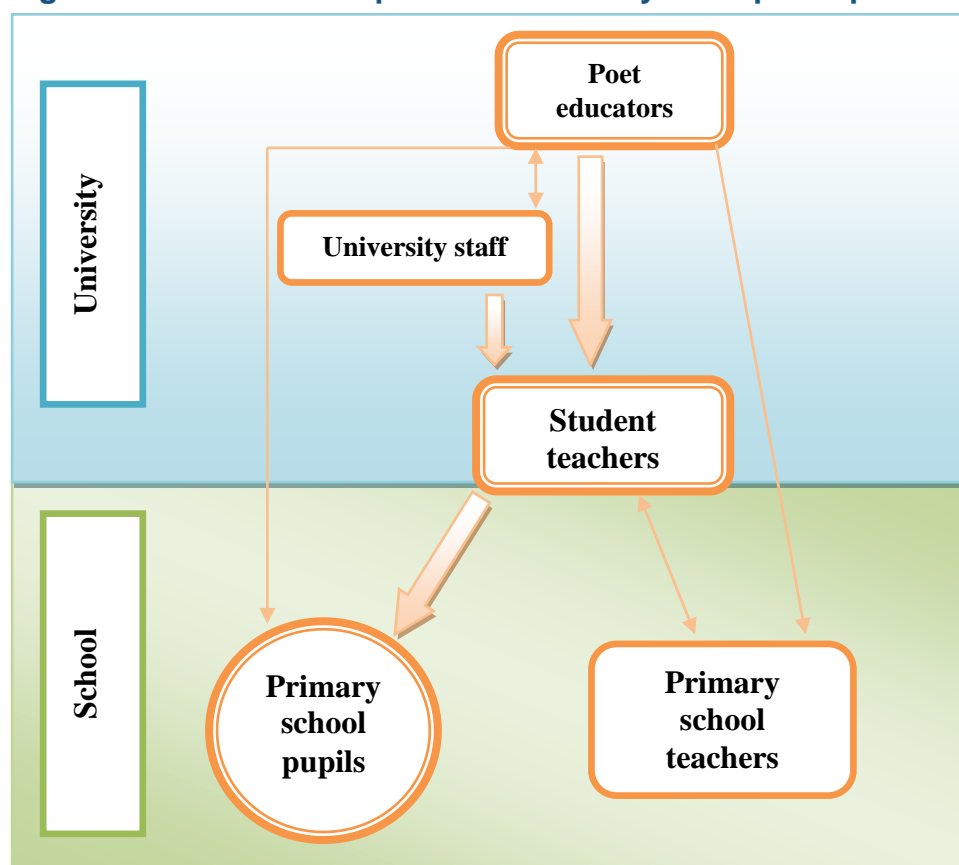 Poet
educators
University
University staff
Student
teachers
School
Primary
school
pupils
Primary
school
teachers